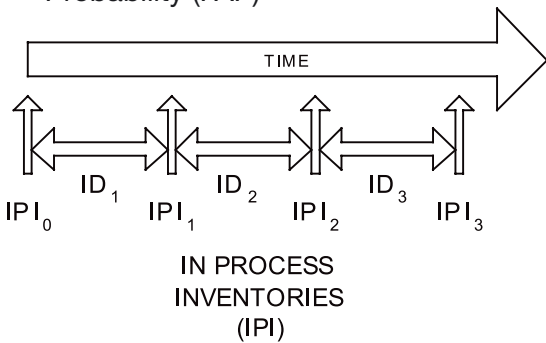 TIME
ID₁ ID₂ ID₃
IPI₀ IPI₁ IPI₂ IPI₃
IN PROCESS
INVENTORIES
(IPI)